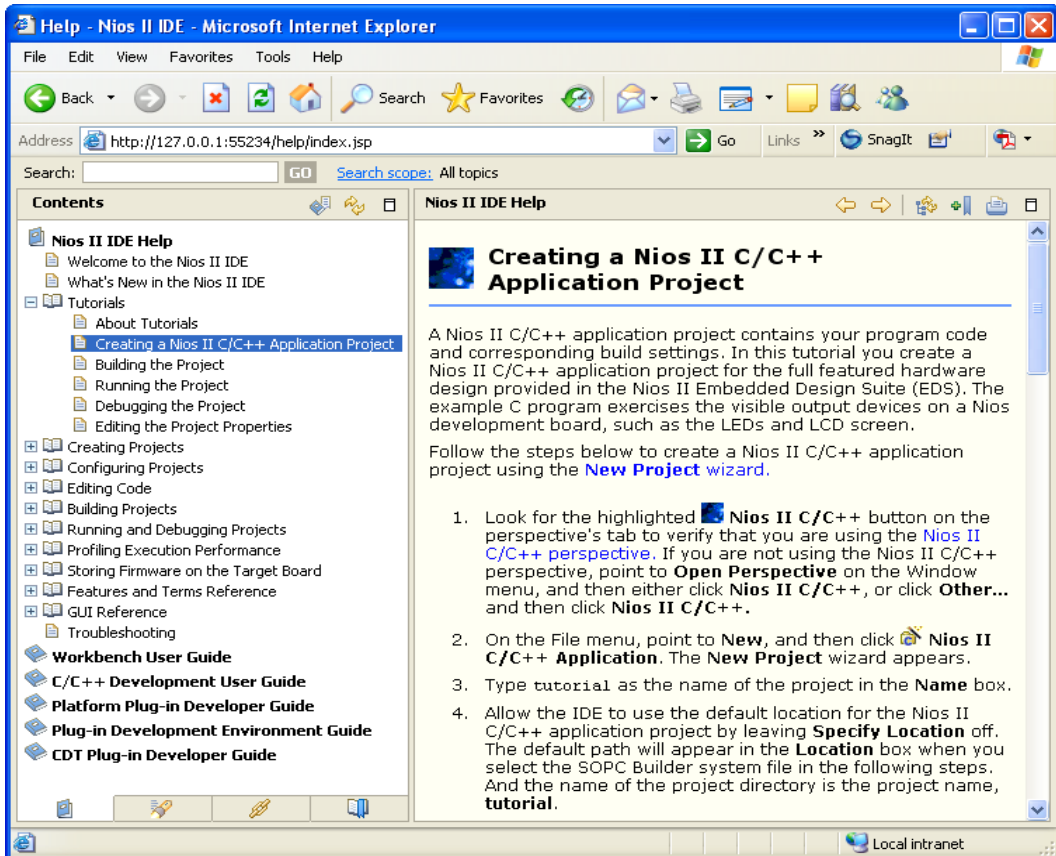 Help - Nios II IDE - Microsoft Internet Explorer
File Edit View Favorites Tools Help
Back Search Favorites
Address http://127.0.0.1:55234/help/index.jsp Go Links » SnagIt
Search: GO Search scope: All topics
Contents
Nios II IDE Help
Welcome to the Nios II IDE
What's New in the Nios II IDE
Tutorials
About Tutorials
Creating a Nios II C/C++ Application Project
Building the Project
Running the Project
Debugging the Project
Editing the Project Properties
Creating Projects
Configuring Projects
Editing Code
Building Projects
Running and Debugging Projects
Profiling Execution Performance
Storing Firmware on the Target Board
Features and Terms Reference
GUI Reference
Troubleshooting
Workbench User Guide
C/C++ Development User Guide
Platform Plug-in Developer Guide
Plug-in Development Environment Guide
CDT Plug-in Developer Guide
Nios II IDE Help
Creating a Nios II C/C++
Application Project
A Nios II C/C++ application project contains your program code
and corresponding build settings. In this tutorial you create a
Nios II C/C++ application project for the full featured hardware
design provided in the Nios II Embedded Design Suite (EDS). The
example C program exercises the visible output devices on a Nios
development board, such as the LEDs and LCD screen.
Follow the steps below to create a Nios II C/C++ application
project using the New Project wizard.
1. Look for the highlighted Nios II C/C++ button on the
perspective's tab to verify that you are using the Nios II
C/C++ perspective. If you are not using the Nios II C/C++
perspective, point to Open Perspective on the Window
menu, and then either click Nios II C/C++, or click Other...
and then click Nios II C/C++.
2. On the File menu, point to New, and then click Nios II
C/C++ Application. The New Project wizard appears.
3. Type tutorial as the name of the project in the Name box.
4. Allow the IDE to use the default location for the Nios II
C/C++ application project by leaving Specify Location off.
The default path will appear in the Location box when you
select the SOPC Builder system file in the following steps.
And the name of the project directory is the project name,
tutorial.
Local intranet